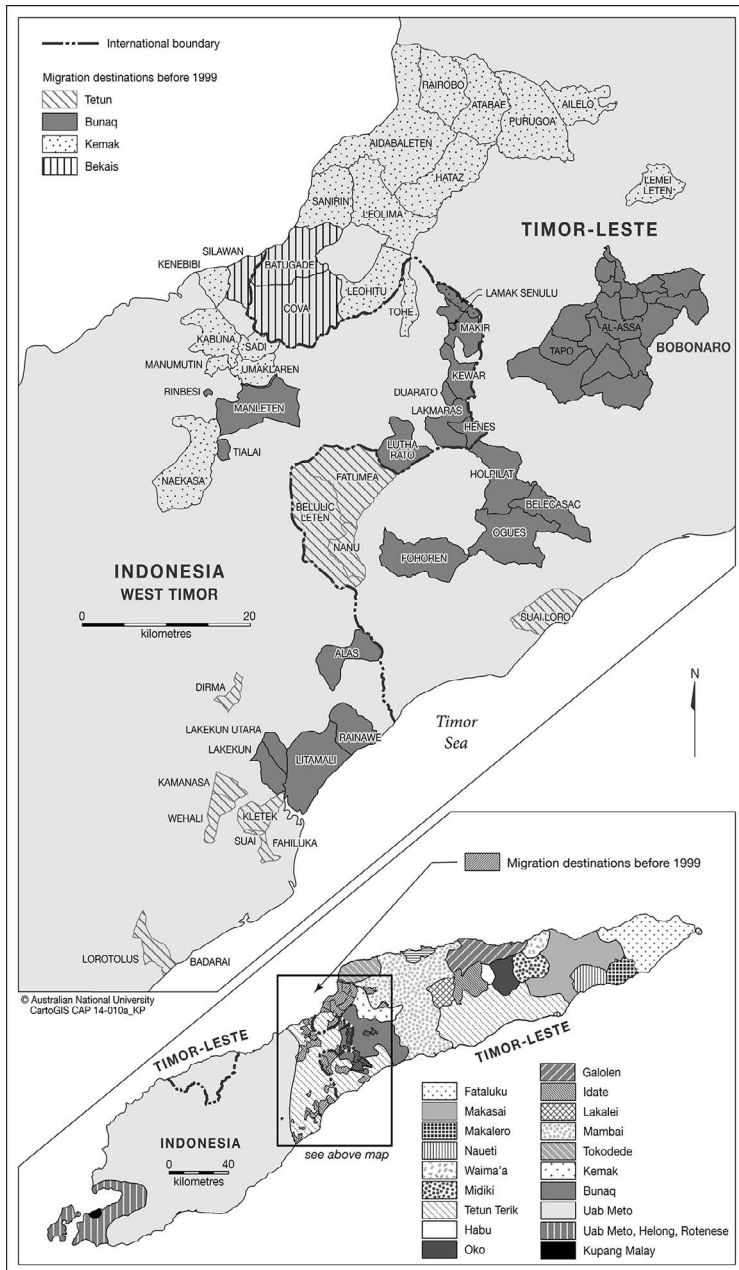 International boundary
Migration destinations before 1999
Tetun
Bunaq
Kemak
Bekais
RAIROBO
ATABAE
AILELO
PURUGOA
AIDABALETEN
HATAZ
LEMEI
LETEN
SANIRIN
LEOLIMA
TIMOR-LESTE
SILAWAN
BATUGADE
KENEBIBI
LEOHITU
LAMAK SENULU
COVA
TOHE
MAKIR
AL-ASSA
KABUNA
SADI
TAPO
BOBONARO
MANUMUTIN
UMAKLAREN
KEWAR
RINBESI
DUARATO
MANLETEN
LAKMARAS
HENES
LUTHA
RATO
TIALAI
NAEKASA
FATUMEA
HOLPILAT
BELULIC
LETEN
BELECASAC
OGUES
NANU
FOHOREN
INDONESIA
WEST TIMOR
0 20
kilometres
SUAI LORO
ALAS
DIRMA
N
Timor
Sea
LAKEKUN UTARA
RAINAWE
LAKEKUN
LITAMALI
KAMANASA
KLETEK
WEHALI
SUAI
FAHILUKA
Migration destinations before 1999
LOROTOLUS
BADARAI
© Australian National University
CartoGIS CAP 14-010a_KP
TIMOR-LESTE
TIMOR-LESTE
INDONESIA
0 40
kilometres
see above map
Fataluku
Makasai
Makalero
Naueti
Waima'a
Midiki
Tetun Terik
Habu
Oko
Galolen
Idate
Lakalei
Mambai
Tokodede
Kemak
Bunaq
Uab Meto
Uab Meto, Helong, Rotenese
Kupang Malay